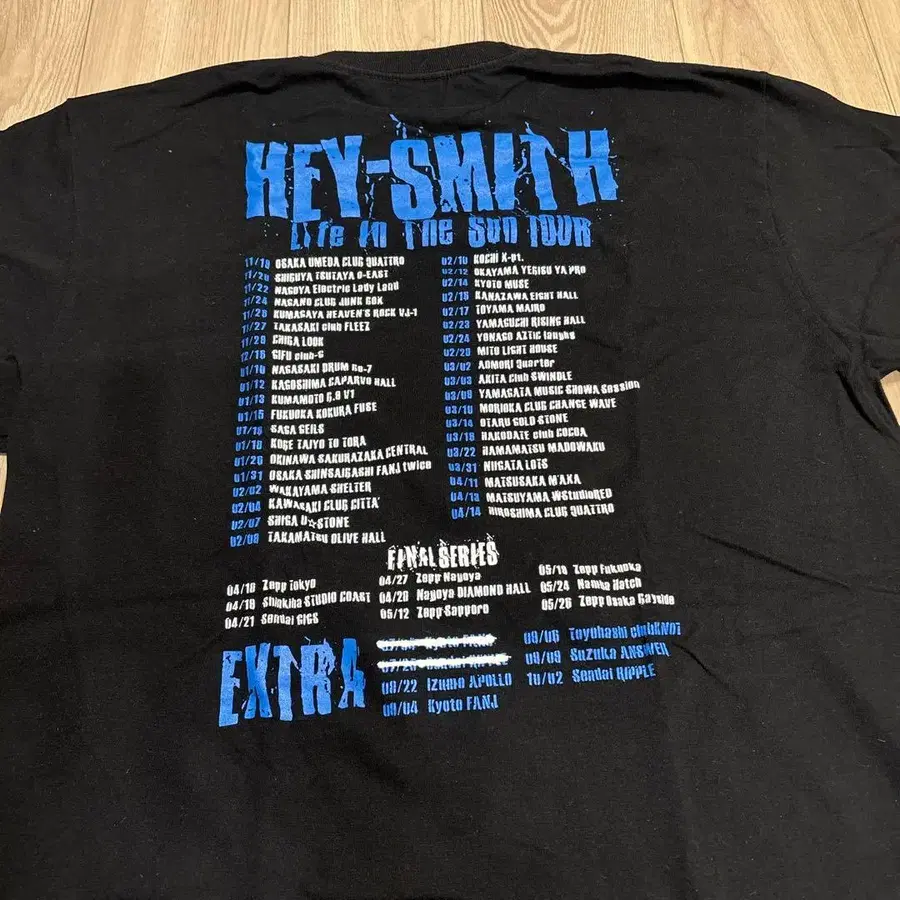 HEY-SMITH
Life In The Sun TOUR
11/19 OSAKA UMEDA CLUB QUATTRO
11/20 SHIBUYA TSUTAYA O-EAST
11/22 NAGOYA Electric Lady Land
11/24 NAGANO CLUB JUNK BOX
11/26 KUMAGAYA HEAVEN'S ROCK VJ-1
11/27 TAKASAKI club FLEEZ
11/29 CHIBA LOOK
12/16 GIFU club-G
01/10 NAGASAKI DRUM Be-7
01/12 KAGOSHIMA CAPARVO HALL
01/13 KUMAMOTO B.9 V1
01/15 FUKUOKA KOKURA FUSE
01/16 SAGA GEILS
01/18 KOBE TAIYO TO TORA
01/26 OKINAWA SAKURAZAKA CENTRAL
01/31 OSAKA SHINSAIBASHI FANJ twice
02/02 WAKAYAMA SHELTER
02/04 KAWASAKI CLUB CITTA'
02/07 SHIGA U☆STONE
02/09 TAKAMATSU OLIVE HALL
02/10 KOCHI X-pt.
02/12 OKAYAMA YEBISU YA PRO
02/14 KYOTO MUSE
02/15 KANAZAWA EIGHT HALL
02/17 TOYAMA MAIRO
02/23 YAMAGUCHI RISING HALL
02/24 YONAGO AZTiC laughs
02/28 MITO LIGHT HOUSE
03/02 AOMORI Quarter
03/03 AKITA Club SWINDLE
03/09 YAMAGATA MUSIC SHOWA Session
03/10 MORIOKA CLUB CHANGE WAVE
03/14 OTARU GOLD STONE
03/16 HAKODATE club COCOA
03/22 HAMAMATSU MADOWAKU
03/31 NIIGATA LOTS
04/11 MATSUSAKA M'AXA
04/13 MATSUYAMA WStudioRED
04/14 HIROSHIMA CLUB QUATTRO
FINAL SERIES
04/18 Zepp Tokyo
04/19 Shinkiba STUDIO COAST
04/21 Sendai GIGS
04/27 Zepp Nagoya
04/29 Nagoya DIAMOND HALL
05/12 Zepp Sapporo
05/18 Zepp Fukuoka
05/24 Namba Hatch
05/26 Zepp Osaka Bayside
EXTRA
Kyoto FANJ
08/22 Izumo APOLLO
09/04 Kyoto FANJ
09/06 Toyohashi clubKNOT
09/09 Suzuka ANSWER
10/02 Sendai RIPPLE